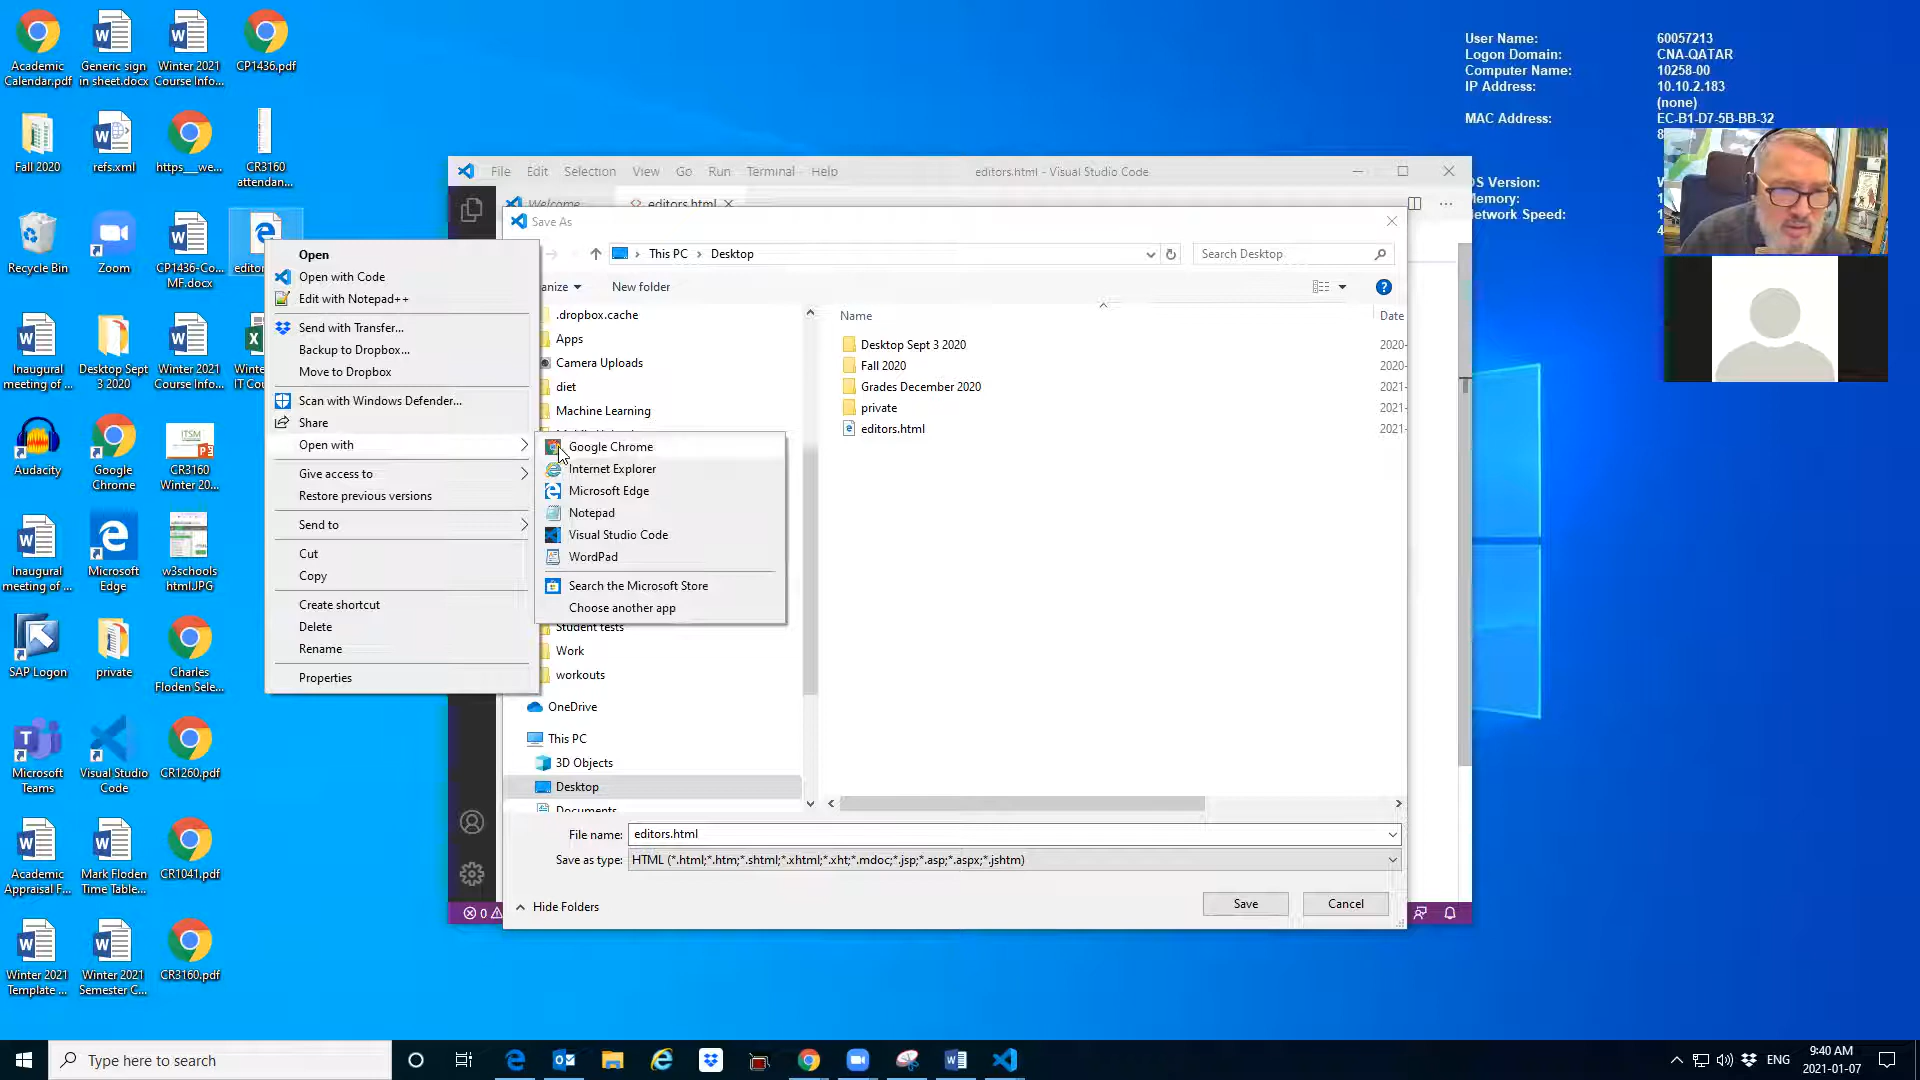 Academic
Calendar.pdf
Generic sign
in sheet.docx
Winter 2021
Course Info...
CP1436.pdf
Fall 2020
refs.xml
https___we...
CR3160
attendan...
Recycle Bin
Zoom
CP1436-Co...
MF.docx
editor
Inaugural
meeting of ...
Desktop Sept
3 2020
Winter 2021
Course Info...
Winte
IT Cou
Audacity
Google
Chrome
ITSM
CR3160
Winter 20...
Inaugural
meeting of ...
Microsoft
Edge
w3schools
html.JPG
SAP Logon
private
Charles
Floden Sele...
Microsoft
Teams
Visual Studio
Code
CR1260.pdf
Academic
Appraisal F...
Mark Floden
Time Table...
CR1041.pdf
Winter 2021
Template ...
Winter 2021
Semester C...
CR3160.pdf
User Name: 60057213
Logon Domain: CNA-QATAR
Computer Name: 10258-00
IP Address: 10.10.2.183
(none)
MAC Address: EC-B1-D7-5B-BB-32
8
OS Version: W
Memory: 1
Network Speed: 1
4
File Edit Selection View Go Run Terminal Help
editors.html - Visual Studio Code
Welcome
editors.html
Save As
This PC > Desktop
Search Desktop
anize
New folder
.dropbox.cache
Apps
Camera Uploads
diet
Machine Learning
Student tests
Work
workouts
OneDrive
This PC
3D Objects
Desktop
Documents
Name Date
Desktop Sept 3 2020 2020-
Fall 2020 2020-
Grades December 2020 2021-
private 2021-
editors.html 2021-
File name: editors.html
Save as type: HTML (*.html;*.htm;*.shtml;*.xhtml;*.xht;*.mdoc;*.jsp;*.asp;*.aspx;*.jshtm)
Hide Folders
Save
Cancel
0
Open
Open with Code
Edit with Notepad++
Send with Transfer...
Backup to Dropbox...
Move to Dropbox
Scan with Windows Defender...
Share
Open with
Give access to
Restore previous versions
Send to
Cut
Copy
Create shortcut
Delete
Rename
Properties
Google Chrome
Internet Explorer
Microsoft Edge
Notepad
Visual Studio Code
WordPad
Search the Microsoft Store
Choose another app
Type here to search
ENG
9:40 AM
2021-01-07